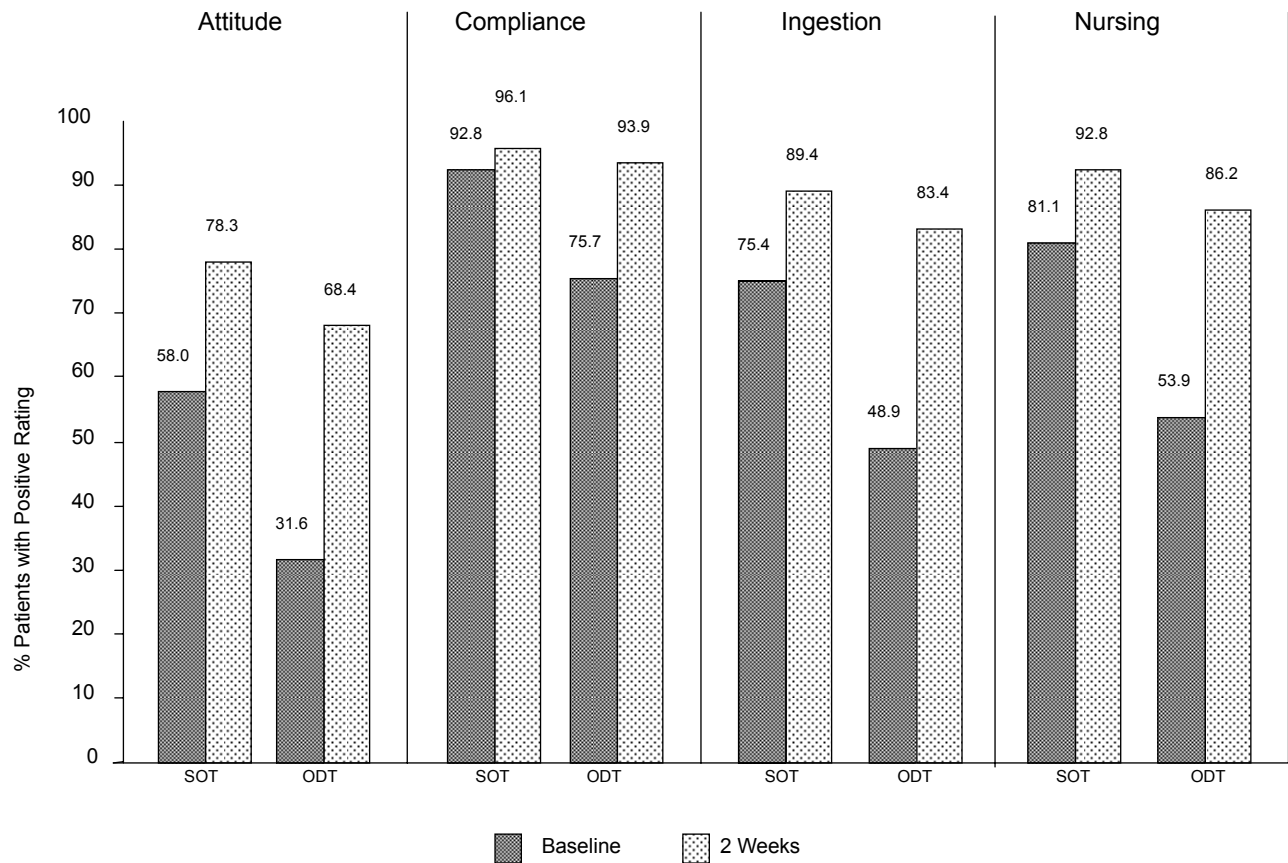 Attitude
Compliance
Ingestion
Nursing
% Patients with Positive Rating
100
90
80
70
60
50
40
30
20
10
0
58.0
78.3
31.6
68.4
92.8
96.1
75.7
93.9
75.4
89.4
48.9
83.4
81.1
92.8
53.9
86.2
SOT
ODT
SOT
ODT
SOT
ODT
SOT
ODT
Baseline
2 Weeks